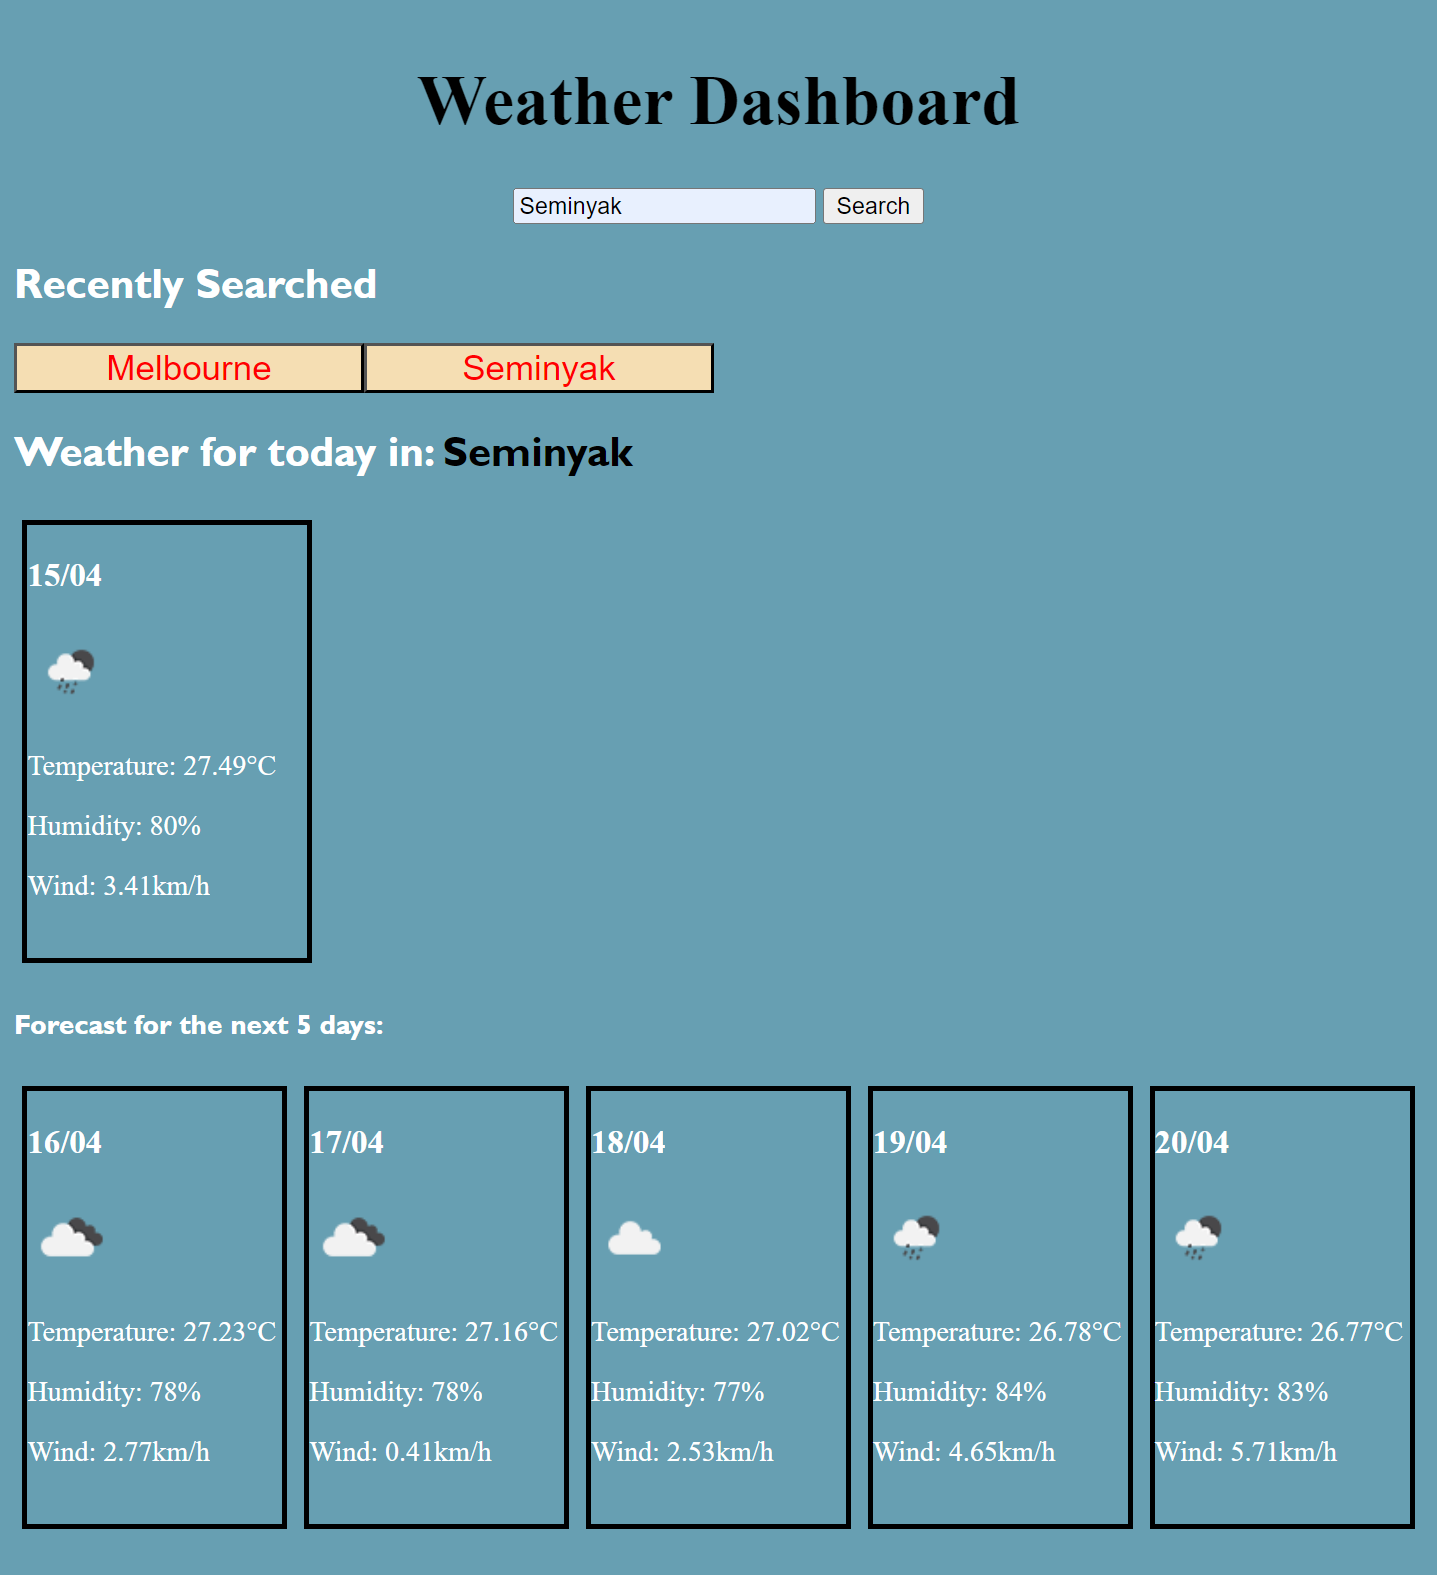 Weather Dashboard
Seminyak Search
Recently Searched
Melbourne Seminyak
Weather for today in: Seminyak
15/04
Temperature: 27.49°C
Humidity: 80%
Wind: 3.41km/h
Forecast for the next 5 days:
16/04
Temperature: 27.23°C
Humidity: 78%
Wind: 2.77km/h
17/04
Temperature: 27.16°C
Humidity: 78%
Wind: 0.41km/h
18/04
Temperature: 27.02°C
Humidity: 77%
Wind: 2.53km/h
19/04
Temperature: 26.78°C
Humidity: 84%
Wind: 4.65km/h
20/04
Temperature: 26.77°C
Humidity: 83%
Wind: 5.71km/h